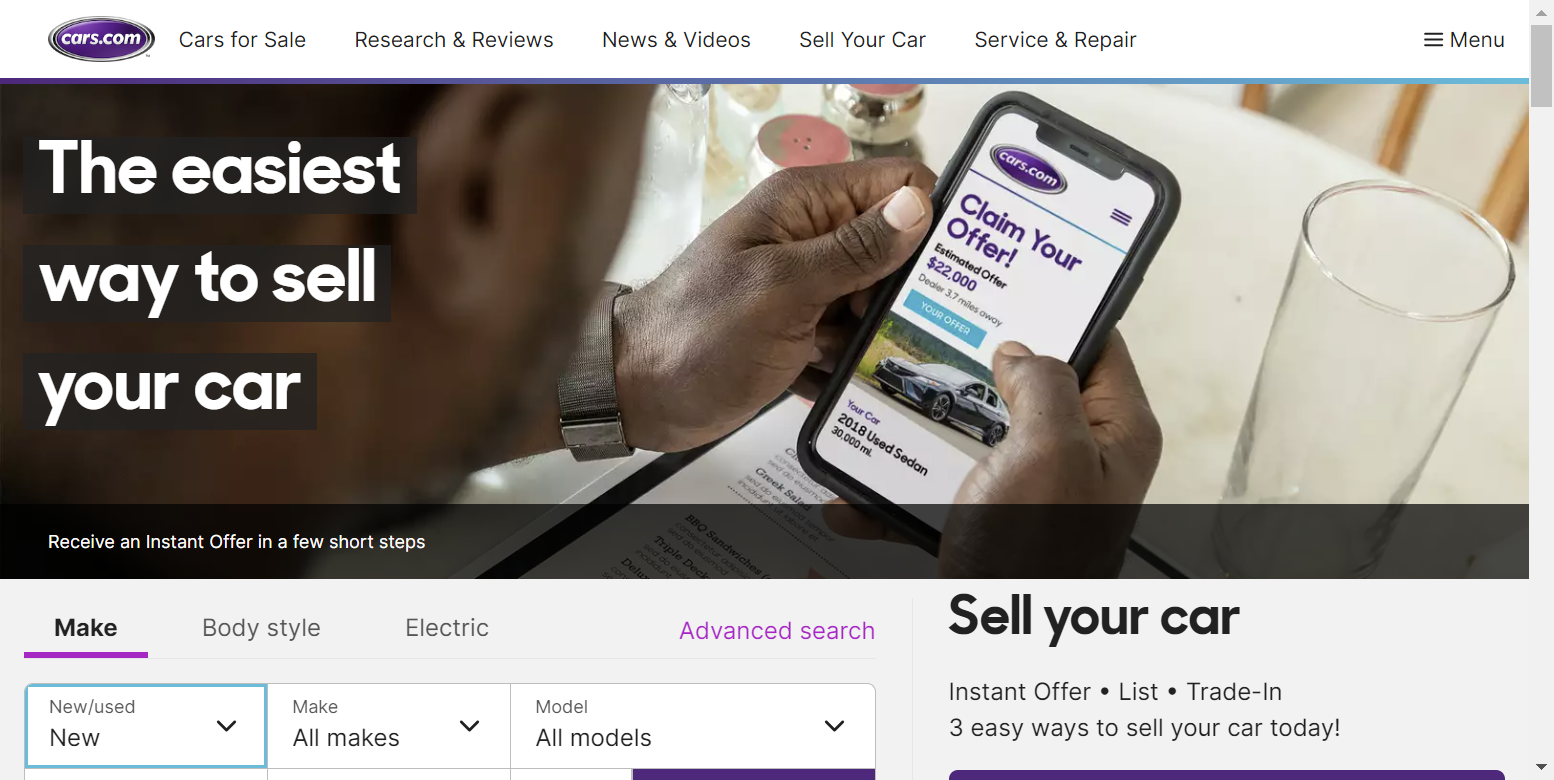 cars.com
Cars for Sale
Research & Reviews
News & Videos
Sell Your Car
Service & Repair
Menu
The easiest
way to sell
your car
cars.com
Claim Your
Offer!
Estimated Offer
$22,000
Dealer 3.7 miles away
YOUR OFFER
Your Car
2018 Used Sedan
30,000 mi.
Greek Salad
BBQ Sandwiches
Triple Deck
Receive an Instant Offer in a few short steps
Make
Body style
Electric
Advanced search
New/used
New
Make
All makes
Model
All models
Sell your car
Instant Offer • List • Trade-In
3 easy ways to sell your car today!